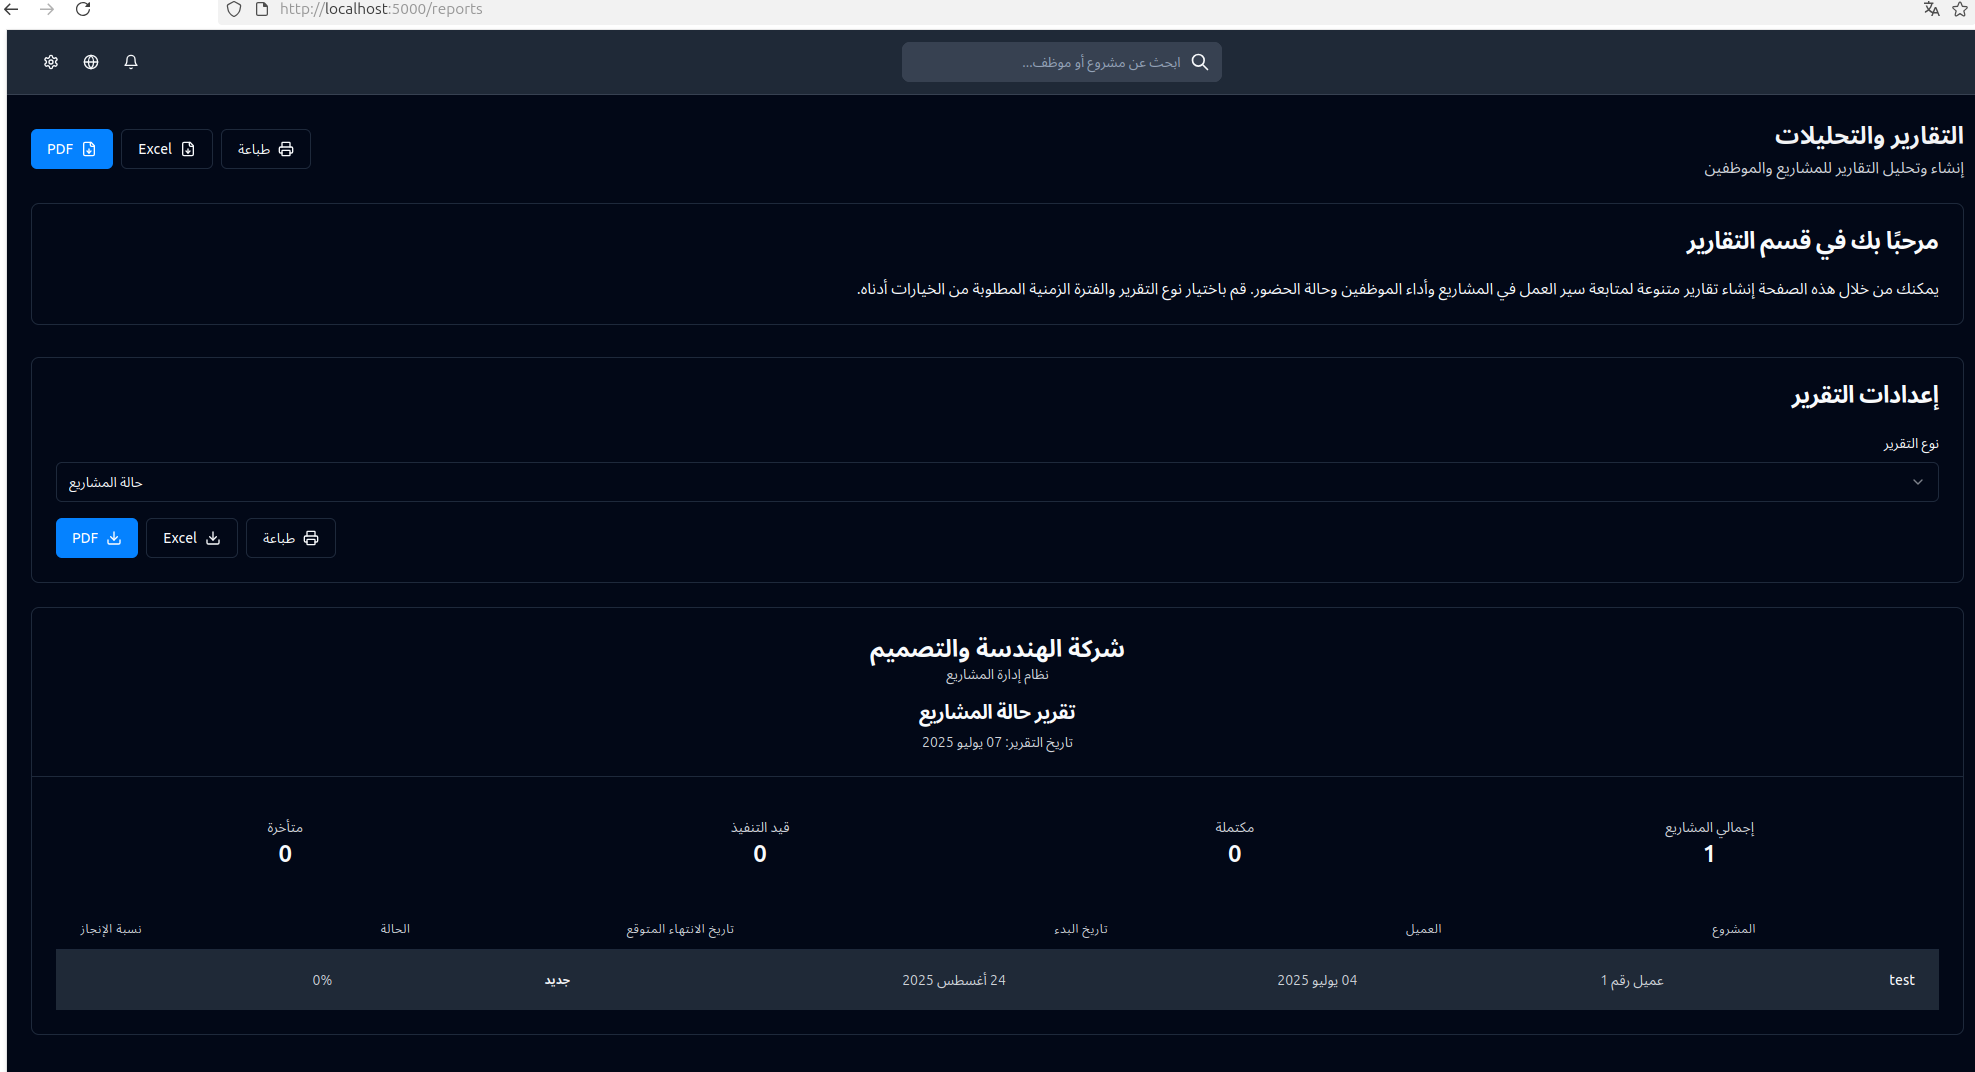 http://localhost:5000/reports
ابحث عن مشروع أو موظف...
التقارير والتحليلات
إنشاء وتحليل التقارير للمشاريع والموظفين
طباعة
Excel
PDF
مرحبًا بك في قسم التقارير
يمكنك من خلال هذه الصفحة إنشاء تقارير متنوعة لمتابعة سير العمل في المشاريع وأداء الموظفين وحالة الحضور. قم باختيار نوع التقرير والفترة الزمنية المطلوبة من الخيارات أدناه.
إعدادات التقرير
نوع التقرير
حالة المشاريع
طباعة
Excel
PDF
شركة الهندسة والتصميم
نظام إدارة المشاريع
تقرير حالة المشاريع
تاريخ التقرير: 07 يوليو 2025
إجمالي المشاريع
1
مكتملة
0
قيد التنفيذ
0
متأخرة
0
المشروع العميل تاريخ البدء تاريخ الانتهاء المتوقع الحالة نسبة الإنجاز
test عميل رقم 1 04 يوليو 2025 24 أغسطس 2025 جديد 0%